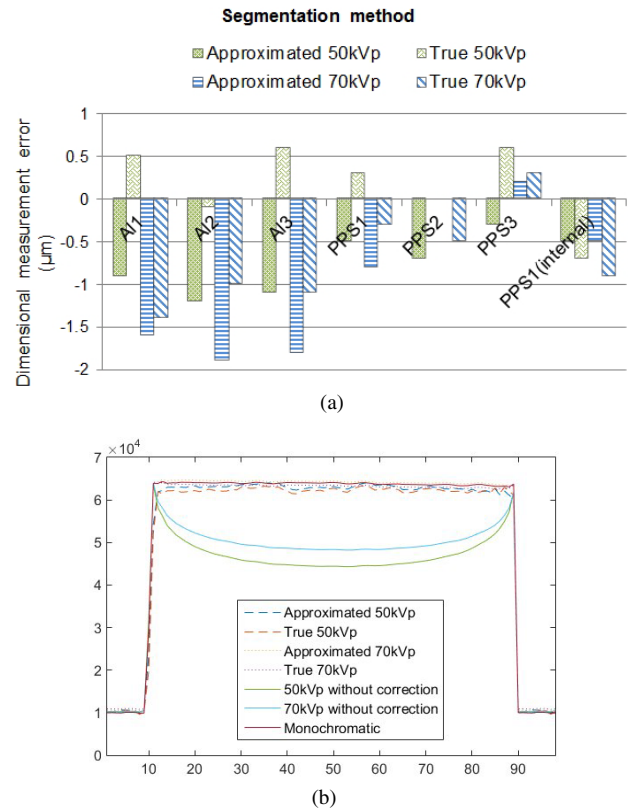 Segmentation method
Approximated 50kVp True 50kVp
Approximated 70kVp True 70kVp
Dimensional measurement error
(µm)
1
0.5
0
-0.5
-1
-1.5
-2
AI1 AI2 AI3 PPS1 PPS2 PPS3 PPS1(internal)
(a)
×10⁴
7
6
5
4
3
2
1
0
Approximated 50kVp
True 50kVp
Approximated 70kVp
True 70kVp
50kVp without correction
70kVp without correction
Monochromatic
10 20 30 40 50 60 70 80 90
(b)